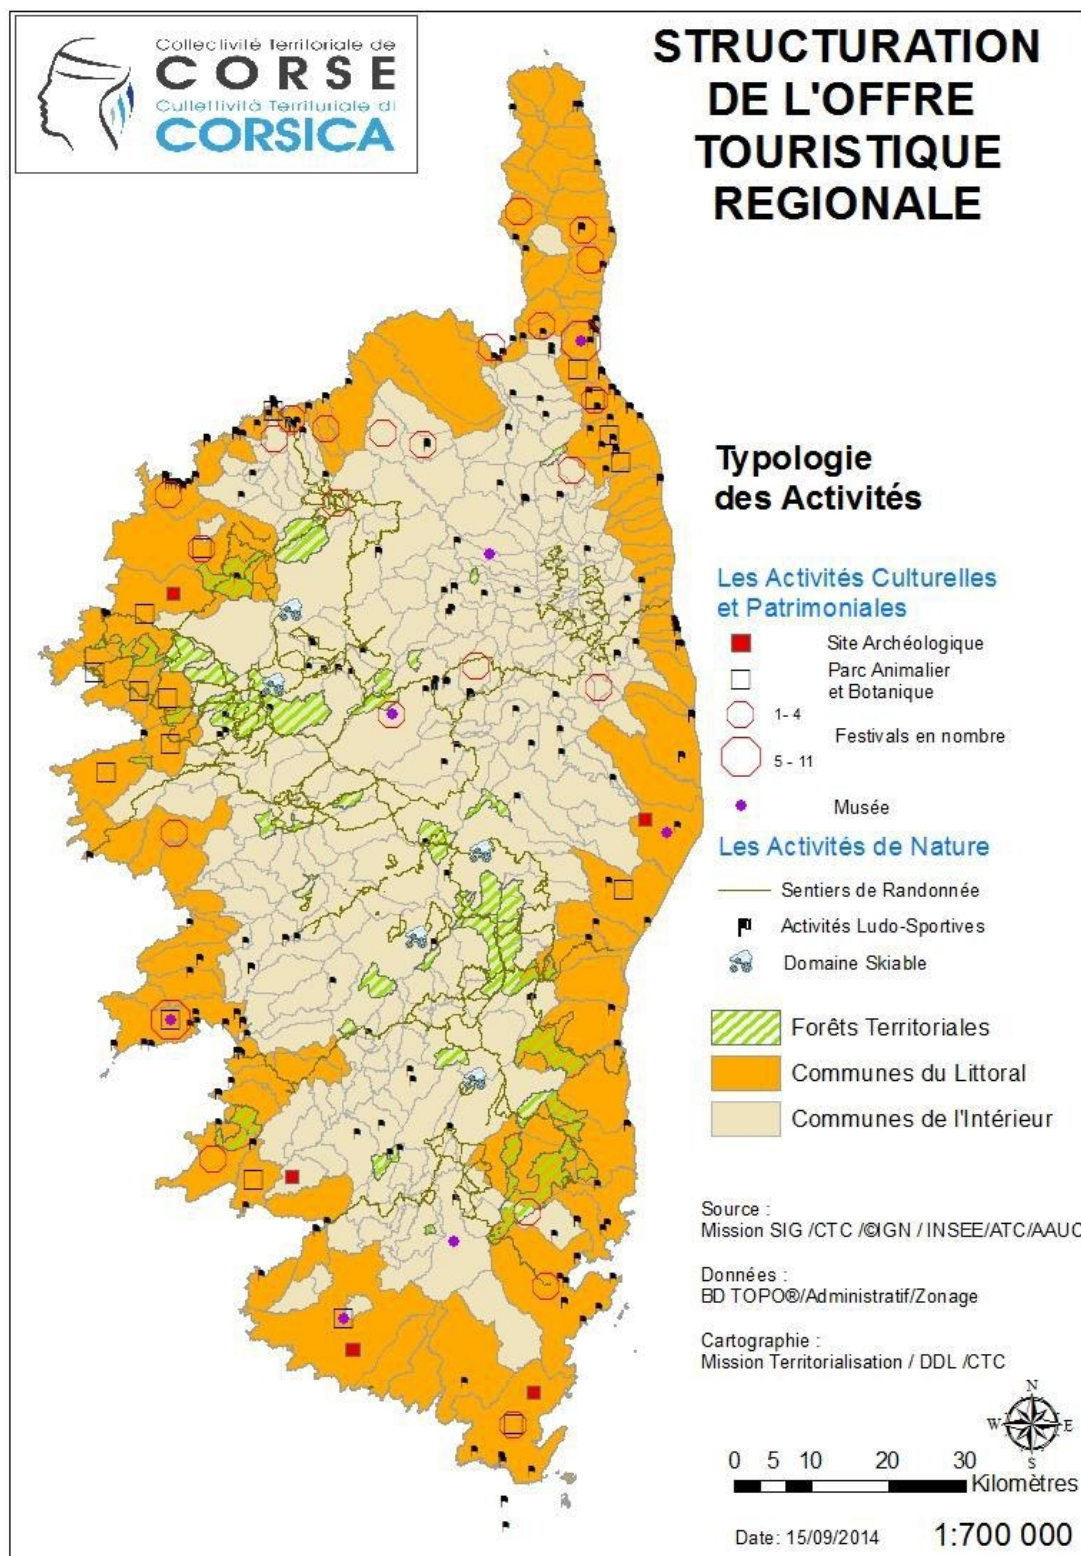 Collectivité Territoriale de
CORSE
Cullettività Territuriale di
CORSICA
STRUCTURATION
DE L'OFFRE
TOURISTIQUE
REGIONALE
Typologie
des Activités
Les Activités Culturelles
et Patrimoniales
Site Archéologique
Parc Animalier
et Botanique
1- 4
Festivals en nombre
5 - 11
Musée
Les Activités de Nature
Sentiers de Randonnée
Activités Ludo-Sportives
Domaine Skiable
Forêts Territoriales
Communes du Littoral
Communes de l'Intérieur
Source :
Mission SIG /CTC /©IGN / INSEE/ATC/AAUC
Données :
BD TOPO®/Administratif/Zonage
Cartographie :
Mission Territorialisation / DDL /CTC
N
W E
S
0 5 10 20 30
Kilomètres
Date: 15/09/2014 1:700 000